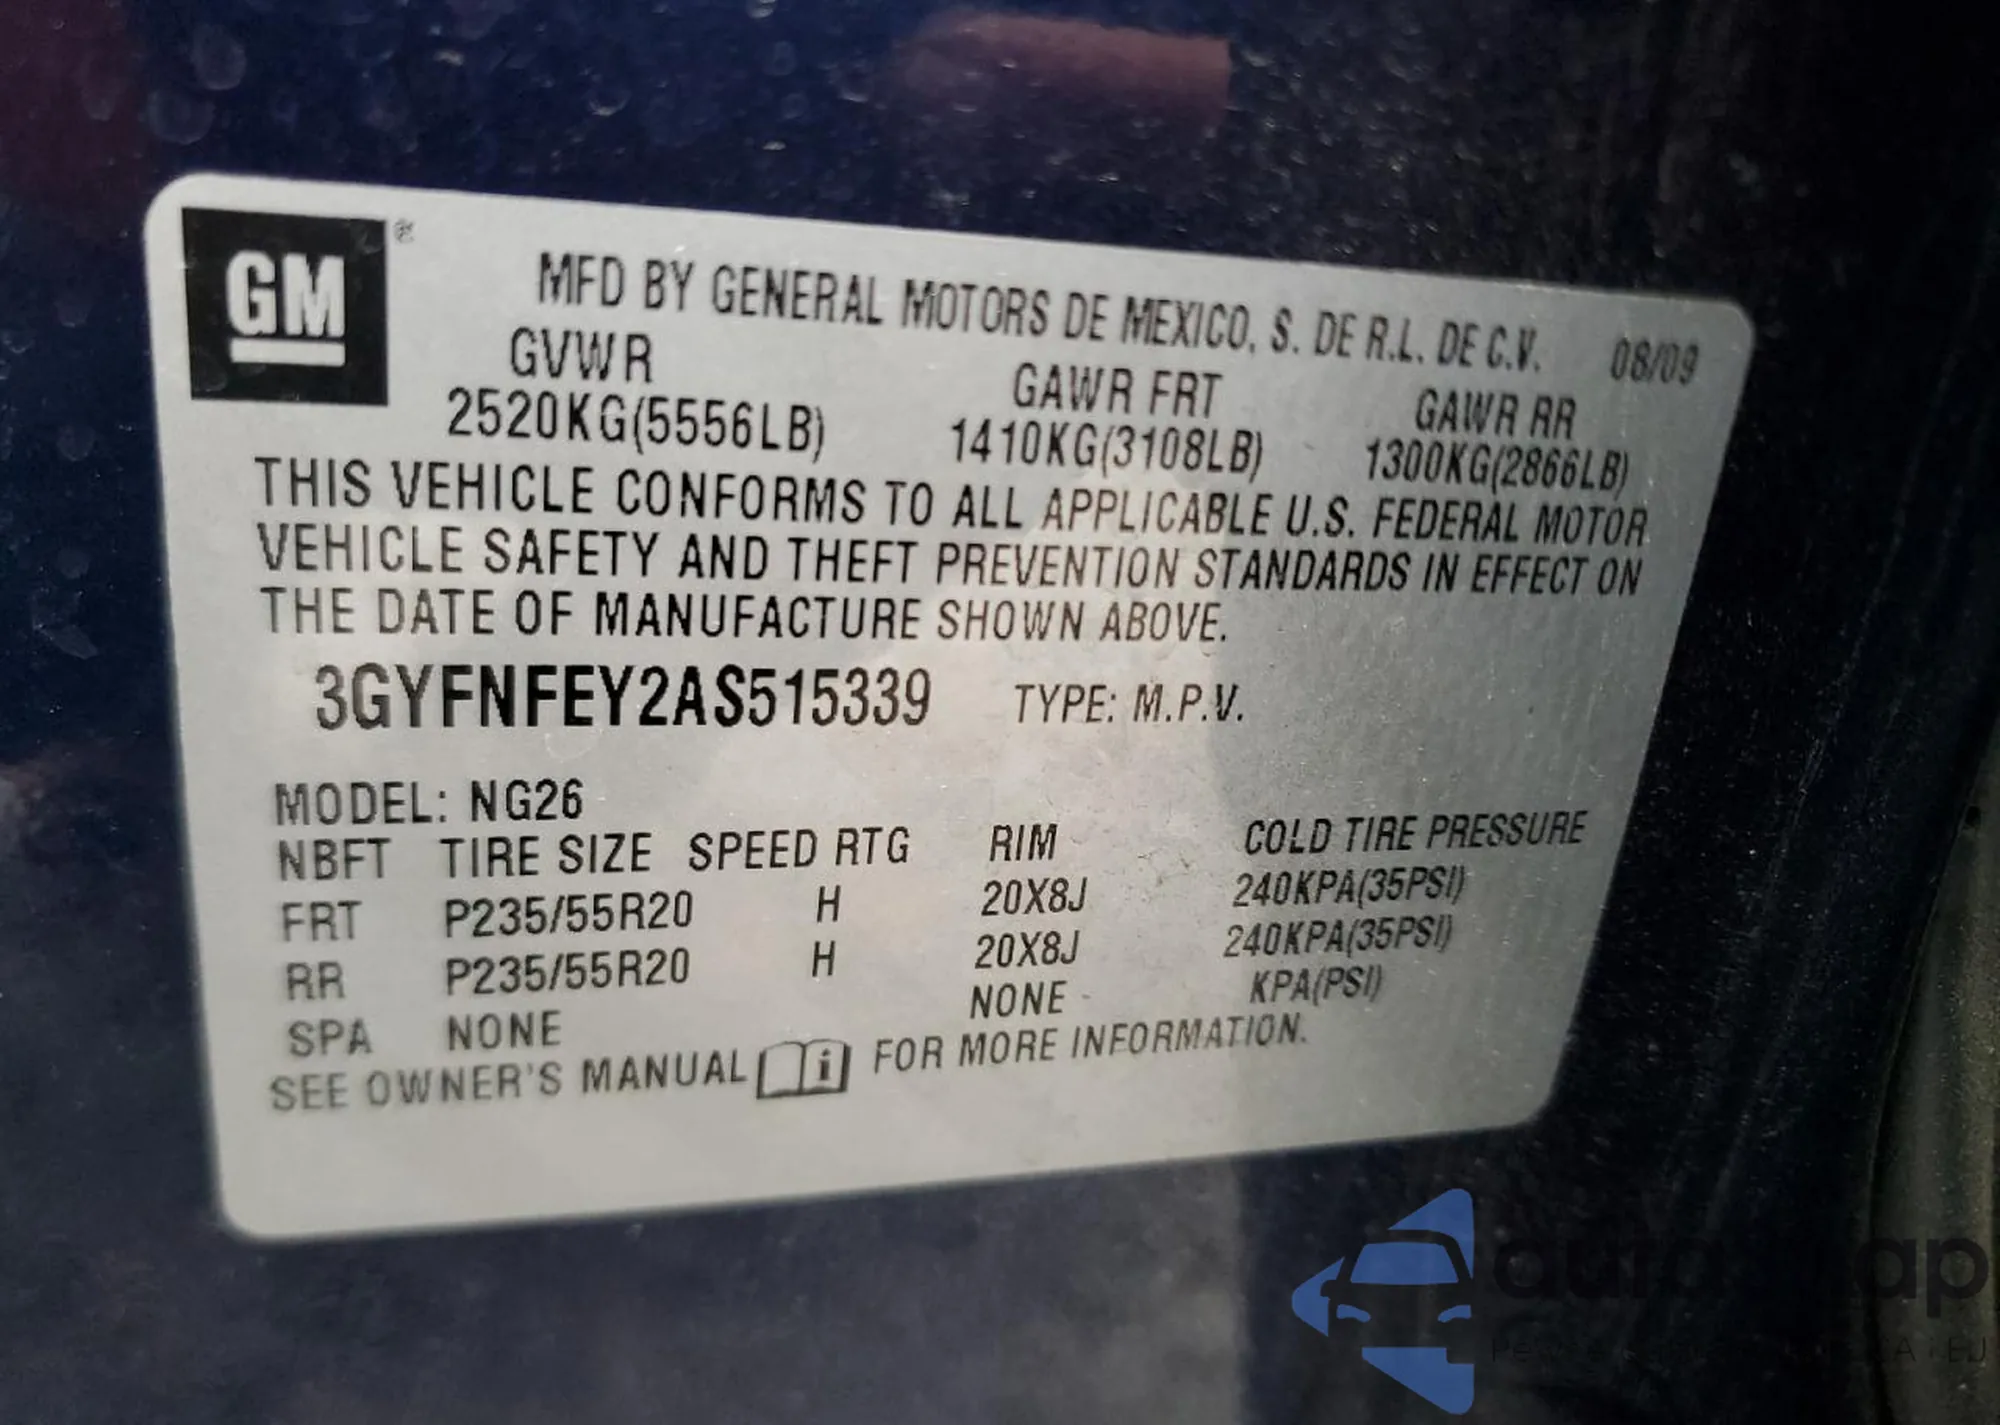 GM ®
MFD BY GENERAL MOTORS DE MEXICO, S. DE R.L. DE C.V. 08/09
GVWR GAWR FRT GAWR RR
2520KG(5556LB) 1410KG(3108LB) 1300KG(2866LB)
THIS VEHICLE CONFORMS TO ALL APPLICABLE U.S. FEDERAL MOTOR
VEHICLE SAFETY AND THEFT PREVENTION STANDARDS IN EFFECT ON
THE DATE OF MANUFACTURE SHOWN ABOVE.
3GYFNFEY2AS515339 TYPE: M.P.V.
MODEL: NG26
NBFT TIRE SIZE SPEED RTG RIM COLD TIRE PRESSURE
FRT P235/55R20 H 20X8J 240KPA(35PSI)
RR P235/55R20 H 20X8J 240KPA(35PSI)
SPA NONE NONE KPA(PSI)
SEE OWNER'S MANUAL i FOR MORE INFORMATION.